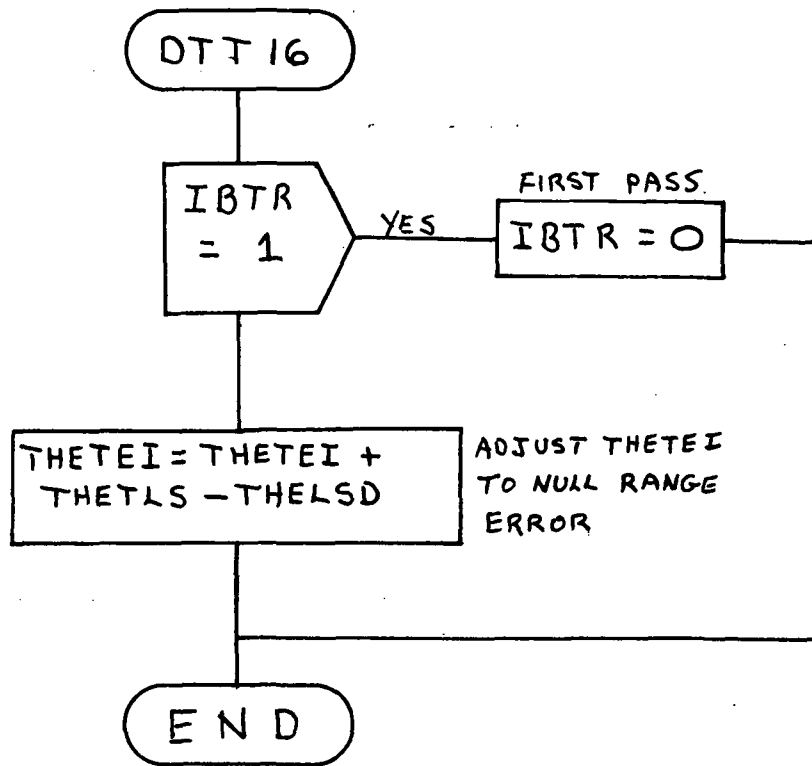 DTT 16
IBTR
= 1
YES
FIRST PASS.
IBTR = 0
THETEI = THETEI +
THETLS - THELSD
ADJUST THETEI
TO NULL RANGE
ERROR
END